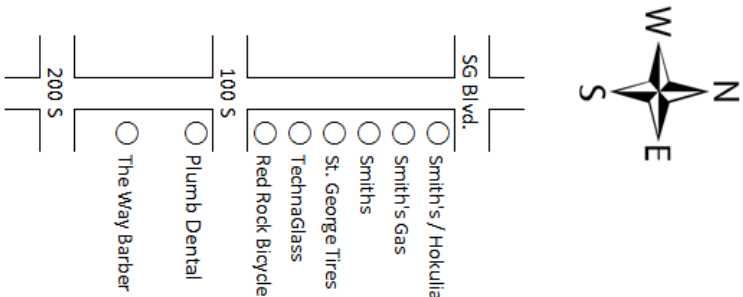 N
W
E
S
SG Blvd.
Smith's / Hokulia
Smith's Gas
Smiths
St. George Tires
TechnaGlass
Red Rock Bicycle
100 S
Plumb Dental
The Way Barber
200 S